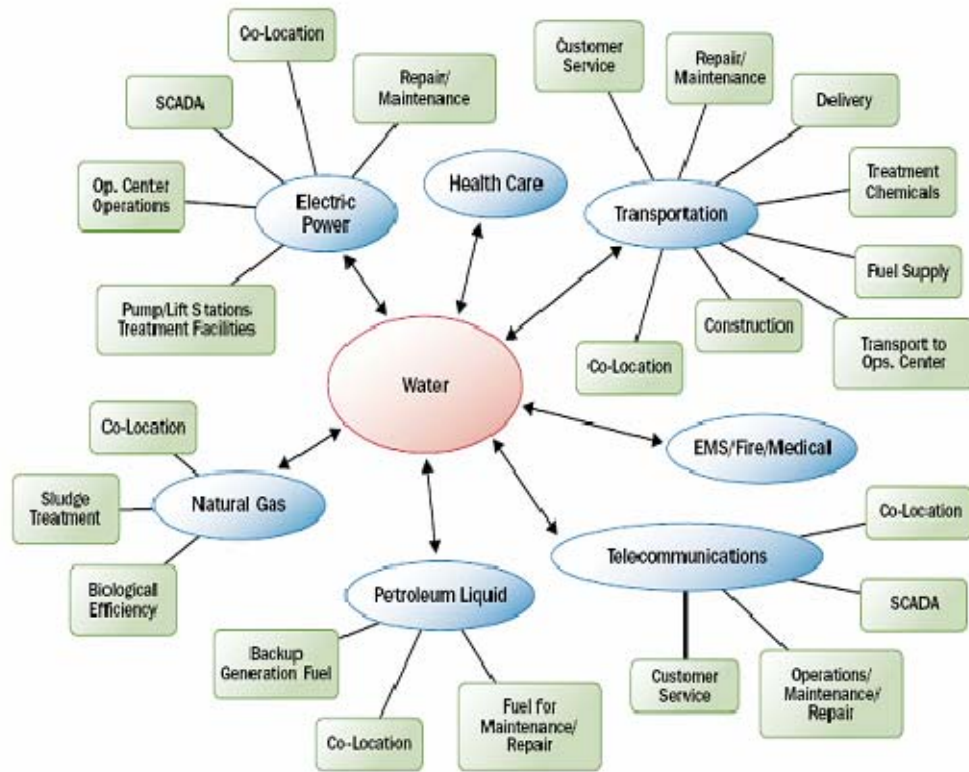 Co-Location
Customer
Service
Repair/
Maintenance
Repair/
Maintenance
SCADA
Delivery
Op. Center
Operations
Electric
Power
Health Care
Transportation
Treatment
Chemicals
Pump/Lift Stations
Treatment Facilities
Fuel Supply
Construction
Co-Location
Transport to
Ops. Center
Water
Co-Location
EMS/Fire/Medical
Sludge
Treatment
Natural Gas
Co-Location
Telecommunications
Biological
Efficiency
Petroleum Liquid
SCADA
Backup
Generation Fuel
Customer
Service
Operations/
Maintenance/
Repair
Co-Location
Fuel for
Maintenance/
Repair